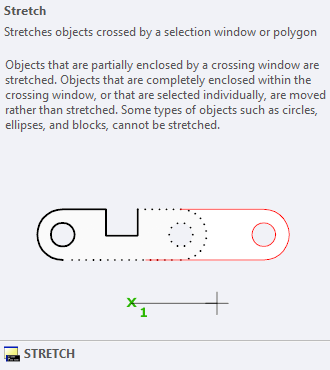 Stretch
Stretches objects crossed by a selection window or polygon
Objects that are partially enclosed by a crossing window are
stretched. Objects that are completely enclosed within the
crossing window, or that are selected individually, are moved
rather than stretched. Some types of objects such as circles,
ellipses, and blocks, cannot be stretched.
1
STRETCH